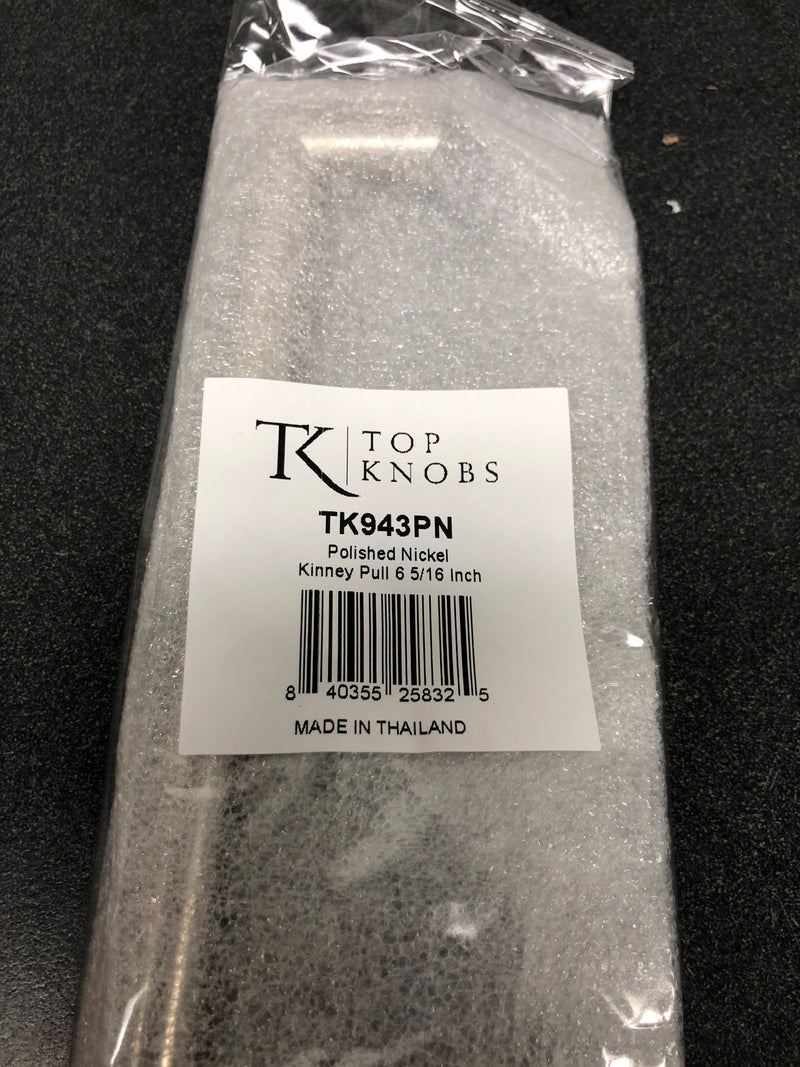 TK TOP
KNOBS
TK943PN
Polished Nickel
Kinney Pull 6 5/16 Inch
8 40355 25832 5
MADE IN THAILAND